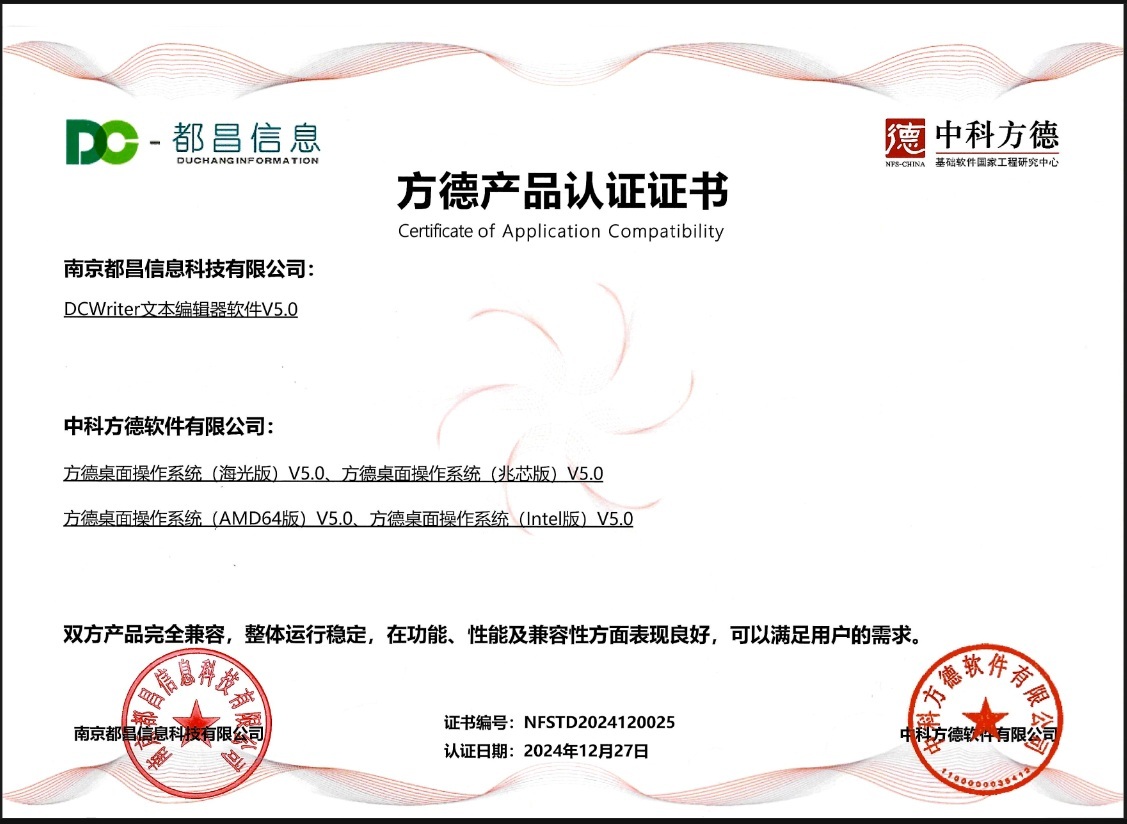 DC - 都昌信息
DUCHANGINFORMATION
德 中科方德
NFS-CHINA 基础软件国家工程研究中心
方德产品认证证书
Certificate of Application Compatibility
南京都昌信息科技有限公司：
DCWriter文本编辑器软件V5.0
中科方德软件有限公司：
方德桌面操作系统（海光版）V5.0、方德桌面操作系统（兆芯版）V5.0
方德桌面操作系统（AMD64版）V5.0、方德桌面操作系统（Intel版）V5.0
双方产品完全兼容，整体运行稳定，在功能、性能及兼容性方面表现良好，可以满足用户的需求。
南京都昌信息科技有限公司
南京都昌信息科技有限公司
证书编号：NFSTD2024120025
认证日期：2024年12月27日
中科方德软件有限公司
中科方德软件有限公司